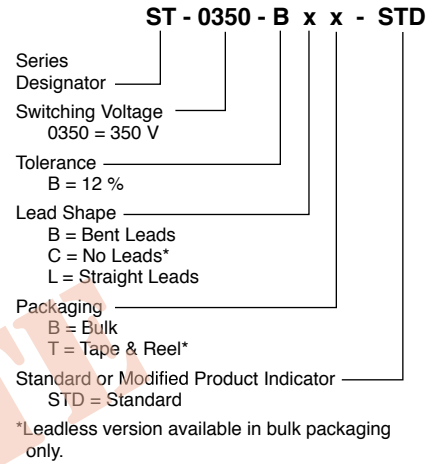 ST - 0350 - B x x - STD
Series
Designator
Switching Voltage
0350 = 350 V
Tolerance
B = 12 %
Lead Shape
B = Bent Leads
C = No Leads*
L = Straight Leads
Packaging
B = Bulk
T = Tape & Reel*
Standard or Modified Product Indicator
STD = Standard
*Leadless version available in bulk packaging
only.